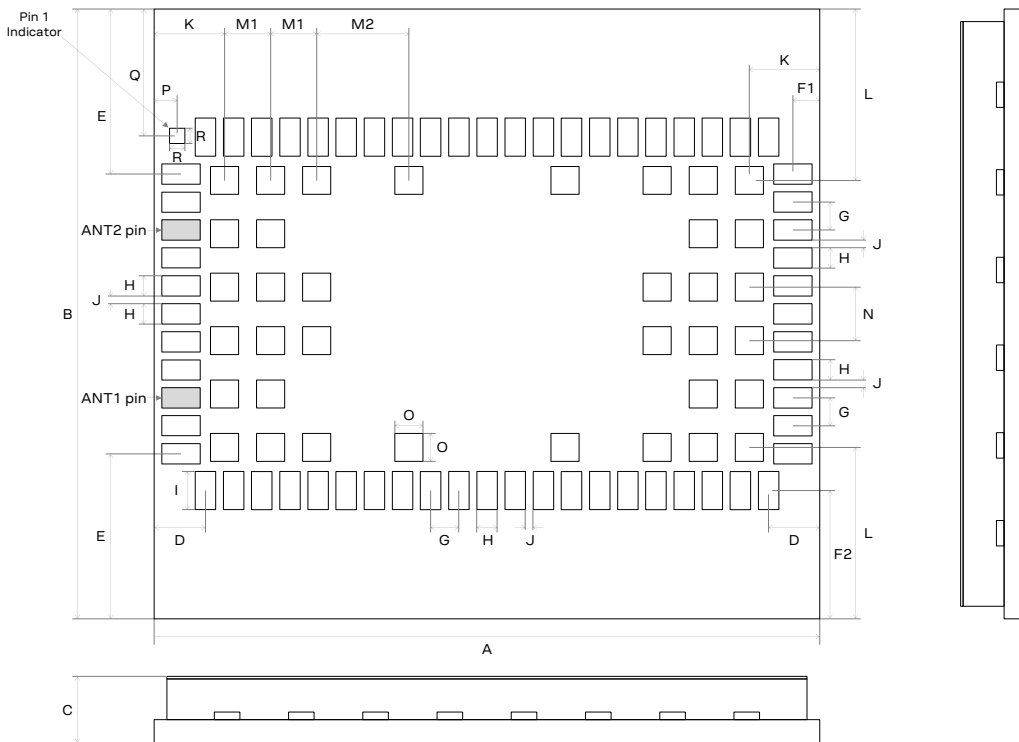 Pin 1
Indicator
K
M1
M1
M2
K
Q
F1
P
E
L
R
R
G
ANT2 pin
J
H
H
J
B
H
N
H
J
ANT1 pin
G
O
O
I
E
L
D
G
H
J
D
F2
A
C